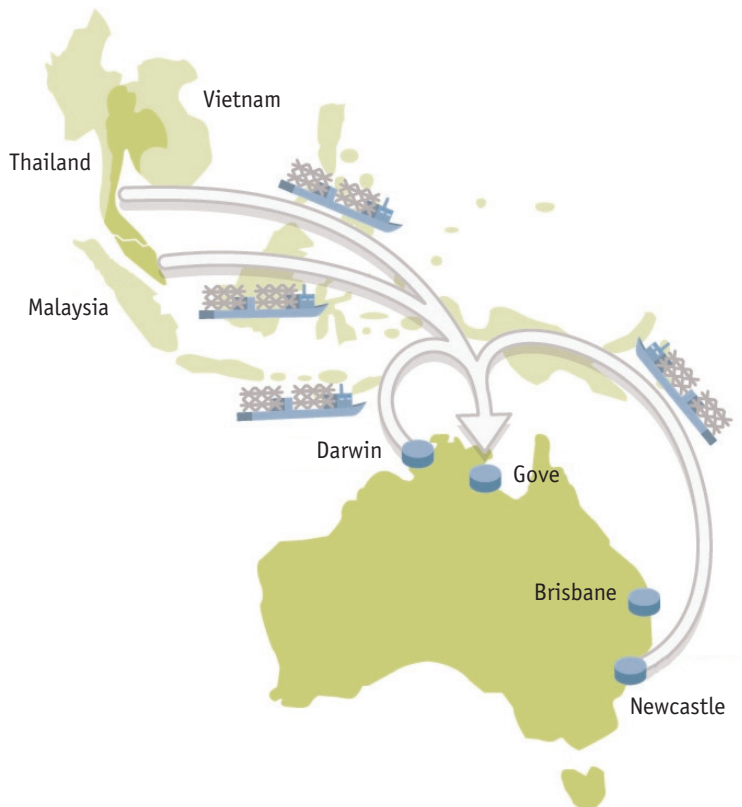 Vietnam
Thailand
Malaysia
Darwin
Gove
Brisbane
Newcastle